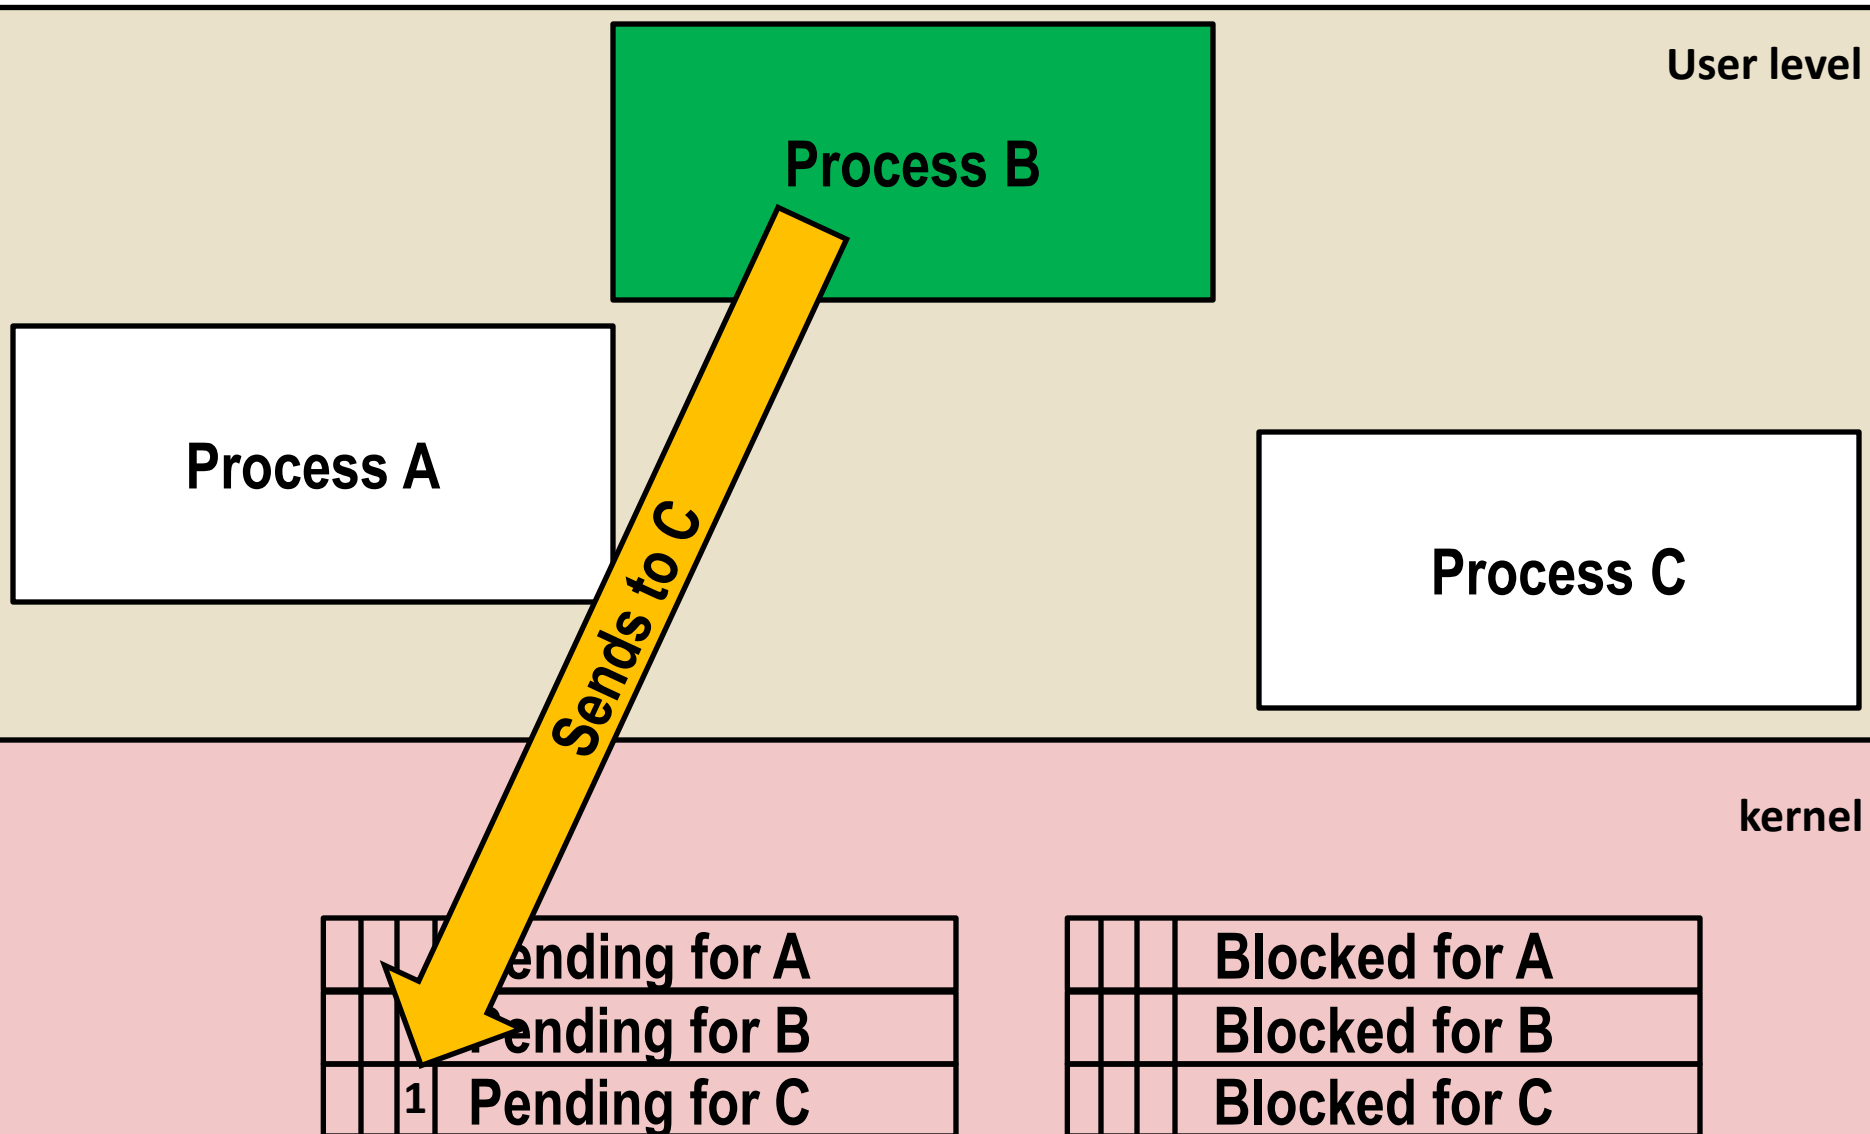 User level
Process B
Process A
Process C
Sends to C
kernel
ending for A
Pending for B
1 Pending for C
Blocked for A
Blocked for B
Blocked for C